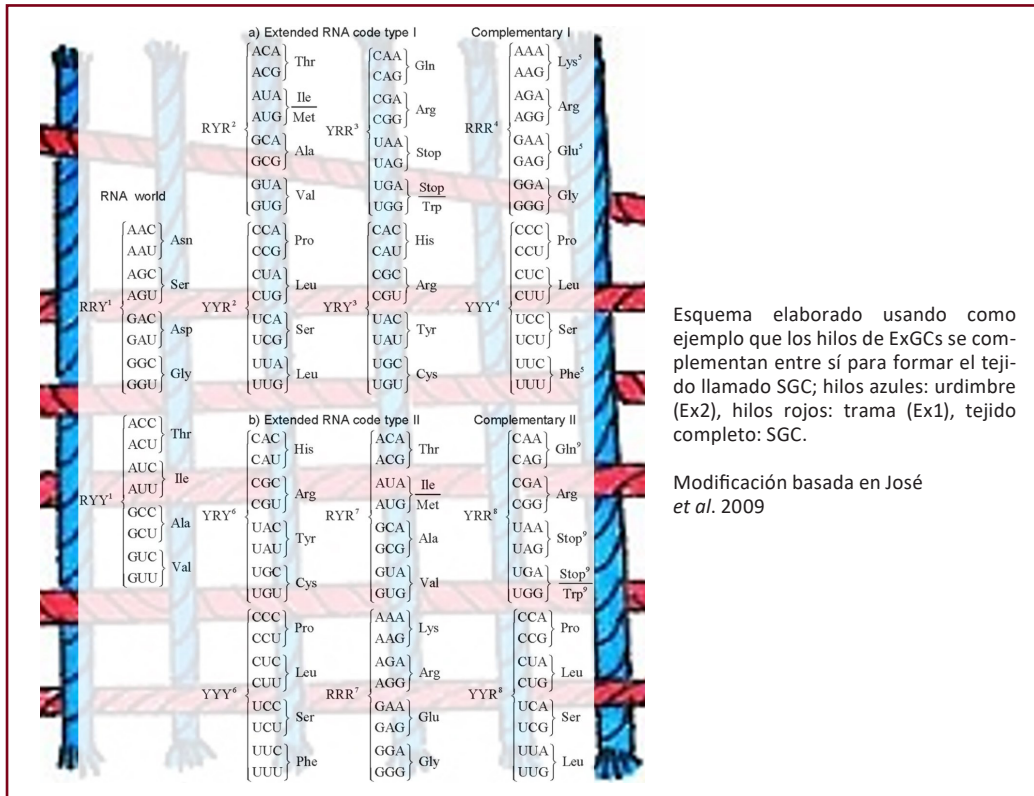 a) Extended RNA code type I
Complementary I
RYR²
ACA
ACG
Thr
AUA
AUG
Ile
Met
GCA
GCG
Ala
GUA
GUG
Val
YRR³
CAA
CAG
Gln
CGA
CGG
Arg
UAA
UAG
Stop
UGA
UGG
Stop
Trp
RRR⁴
AAA
AAG
Lys⁵
AGA
AGG
Arg
GAA
GAG
Glu⁵
GGA
GGG
Gly
RNA world
RRY¹
AAC
AAU
Asn
AGC
AGU
Ser
GAC
GAU
Asp
GGC
GGU
Gly
YYR²
CCA
CCG
Pro
CUA
CUG
Leu
UCA
UCG
Ser
UUA
UUG
Leu
YRY³
CAC
CAU
His
CGC
CGU
Arg
UAC
UAU
Tyr
UGC
UGU
Cys
YYY⁴
CCC
CCU
Pro
CUC
CUU
Leu
UCC
UCU
Ser
UUC
UUU
Phe⁵
RYY¹
ACC
ACU
Thr
AUC
AUU
Ile
GCC
GCU
Ala
GUC
GUU
Val
b) Extended RNA code type II
Complementary II
YRY⁶
CAC
CAU
His
CGC
CGU
Arg
UAC
UAU
Tyr
UGC
UGU
Cys
RYR⁷
ACA
ACG
Thr
AUA
AUG
Ile
Met
GCA
GCG
Ala
GUA
GUG
Val
YRR⁸
CAA
CAG
Gln⁹
CGA
CGG
Arg
UAA
UAG
Stop⁹
UGA
UGG
Stop⁹
Trp⁹
YYY⁶
CCC
CCU
Pro
CUC
CUU
Leu
UCC
UCU
Ser
UUC
UUU
Phe
RRR⁷
AAA
AAG
Lys
AGA
AGG
Arg
GAA
GAG
Glu
GGA
GGG
Gly
YYR⁸
CCA
CCG
Pro
CUA
CUG
Leu
UCA
UCG
Ser
UUA
UUG
Leu
Esquema elaborado usando como
ejemplo que los hilos de ExGCs se com-
plementan entre sí para formar el teji-
do llamado SGC; hilos azules: urdimbre
(Ex2), hilos rojos: trama (Ex1), tejido
completo: SGC.
Modificación basada en José
et al. 2009